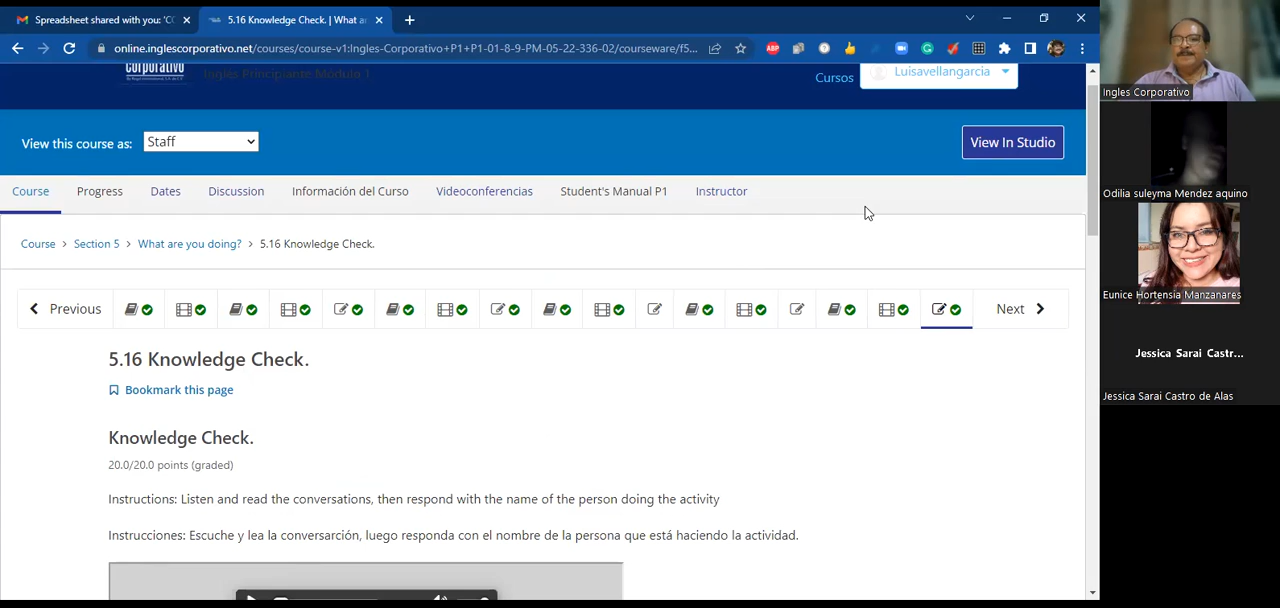 Spreadsheet shared with you: 'CC
5.16 Knowledge Check. | What ar
online.inglescorporativo.net/courses/course-v1:Ingles-Corporativo+P1+P1-01-8-9-PM-05-22-336-02/courseware/f5...
ABP
corporativo
Inglés Principiante Módulo 1
Cursos
Luisavellangarcia
View this course as:
Staff
View In Studio
Course
Progress
Dates
Discussion
Información del Curso
Videoconferencias
Student's Manual P1
Instructor
Course > Section 5 > What are you doing? > 5.16 Knowledge Check.
Previous
Next
5.16 Knowledge Check.
Bookmark this page
Knowledge Check.
20.0/20.0 points (graded)
Instructions: Listen and read the conversations, then respond with the name of the person doing the activity
Instrucciones: Escuche y lea la conversarción, luego responda con el nombre de la persona que está haciendo la actividad.
Ingles Corporativo
Odilia suleyma Mendez aquino
Eunice Hortensia Manzanares
Jessica Sarai Castr...
Jessica Sarai Castro de Alas